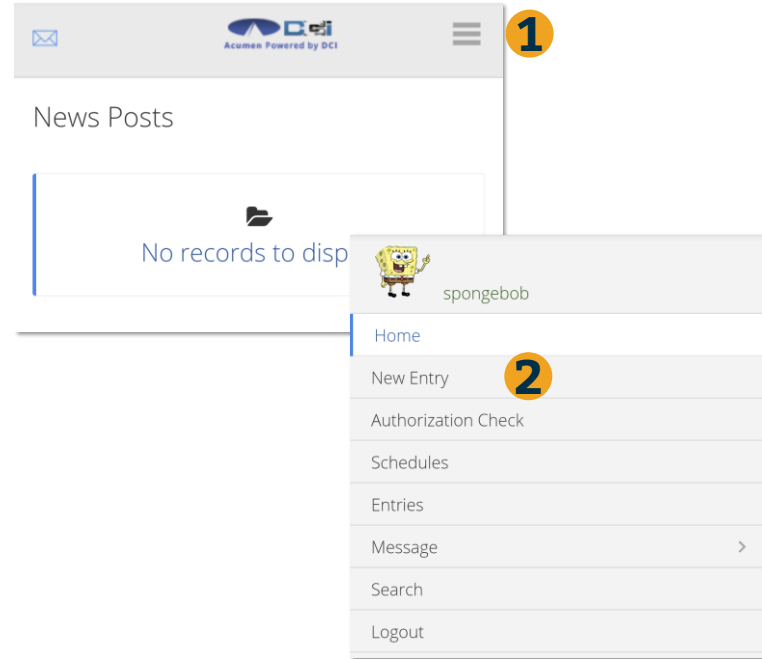 DCi
Acumen Powered by DCI
1
News Posts
No records to disp
spongebob
Home
New Entry
2
Authorization Check
Schedules
Entries
Message
Search
Logout